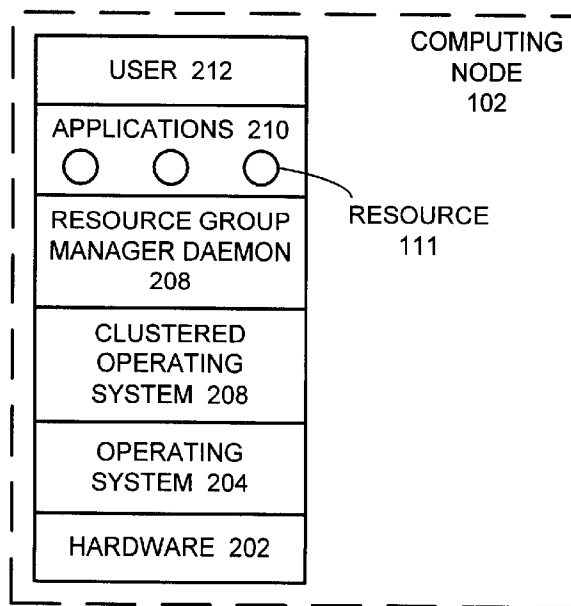 USER 212
COMPUTING
NODE
102
APPLICATIONS 210
RESOURCE
111
RESOURCE GROUP
MANAGER DAEMON
208
CLUSTERED
OPERATING
SYSTEM 208
OPERATING
SYSTEM 204
HARDWARE 202